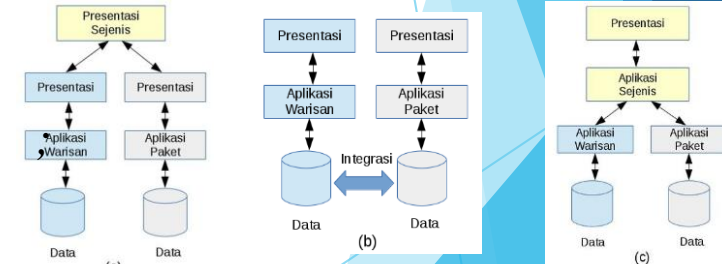 Presentasi
Sejenis
Presentasi
Presentasi
Aplikasi
Warisan
Aplikasi
Paket
Data
Data
Presentasi
Presentasi
Aplikasi
Warisan
Aplikasi
Paket
Integrasi
Data
Data
(b)
Presentasi
Aplikasi
Sejenis
Aplikasi
Warisan
Aplikasi
Paket
Data
Data
(c)